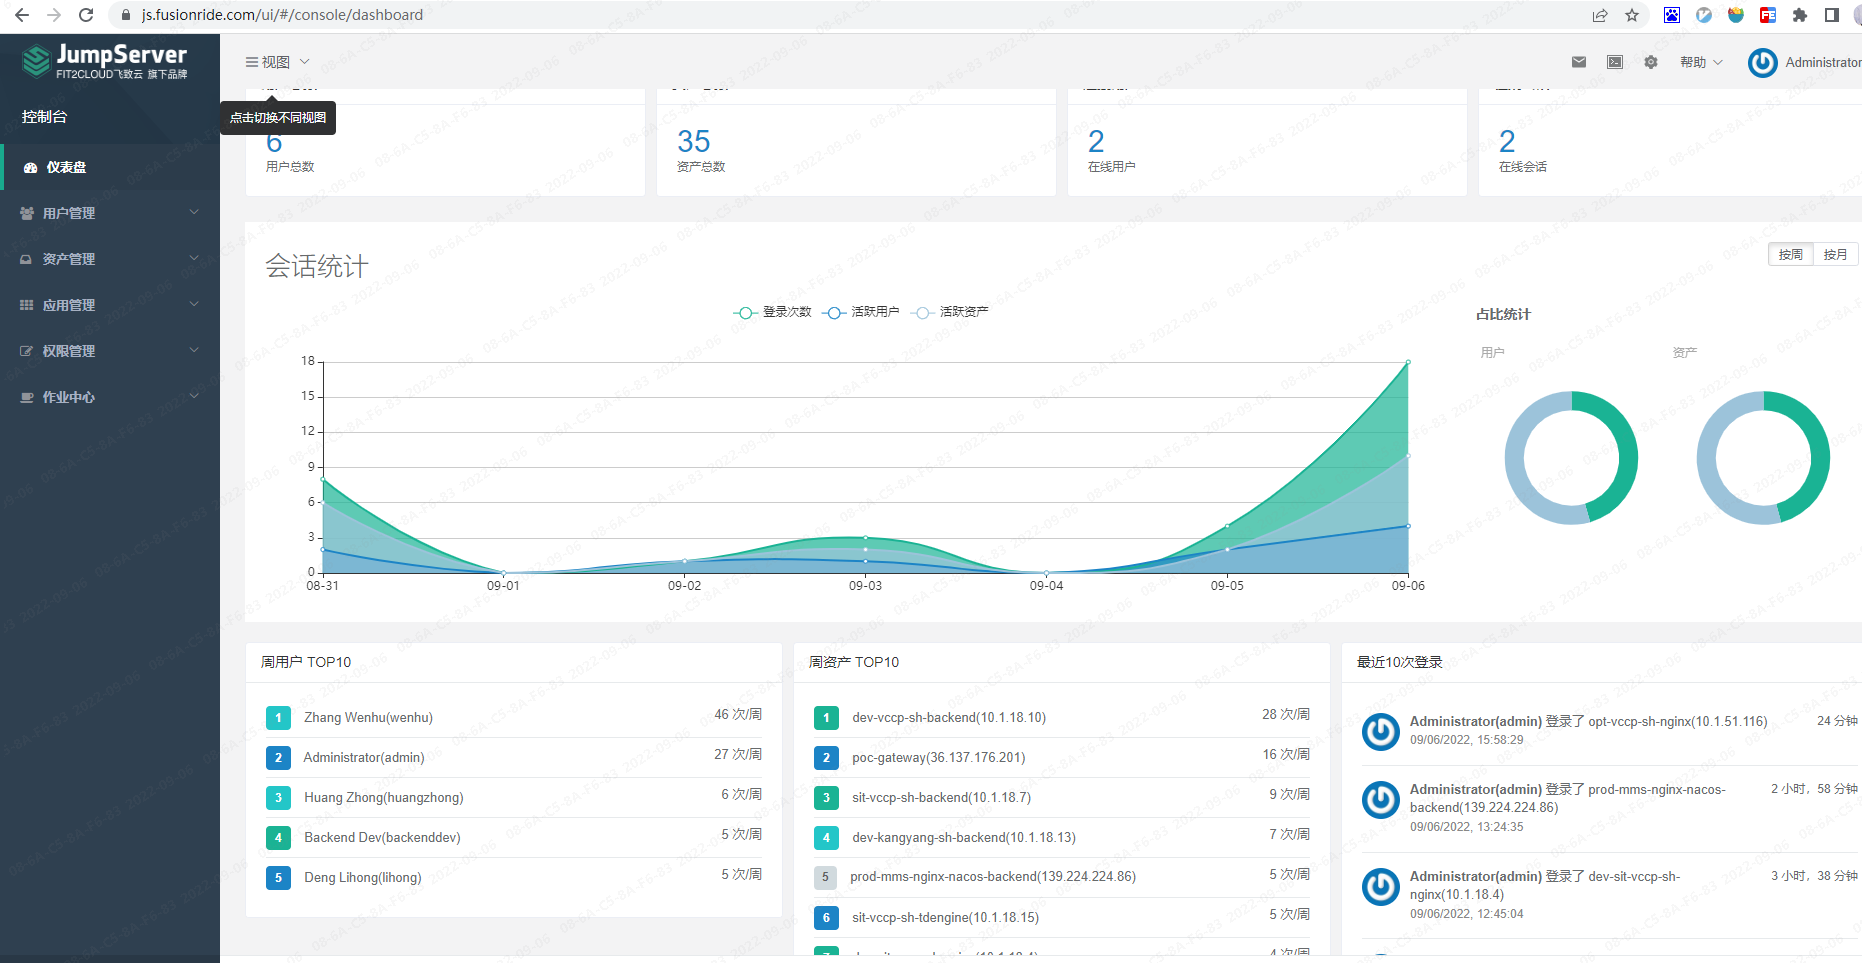 js.fusionride.com/ui/#/console/dashboard
JumpServer
FIT2CLOUD飞致云 旗下品牌
视图
帮助
Administrator
点击切换不同视图
控制台
仪表盘
用户管理
资产管理
应用管理
权限管理
作业中心
6
用户总数
35
资产总数
2
在线用户
2
在线会话
会话统计
按周 按月
登录次数 活跃用户 活跃资产
占比统计
用户 资产
18
15
12
9
6
3
0
08-31 09-01 09-02 09-03 09-04 09-05 09-06
周用户 TOP10
1 Zhang Wenhu(wenhu) 46 次/周
2 Administrator(admin) 27 次/周
3 Huang Zhong(huangzhong) 6 次/周
4 Backend Dev(backenddev) 5 次/周
5 Deng Lihong(lihong) 5 次/周
周资产 TOP10
1 dev-vccp-sh-backend(10.1.18.10) 28 次/周
2 poc-gateway(36.137.176.201) 16 次/周
3 sit-vccp-sh-backend(10.1.18.7) 9 次/周
4 dev-kangyang-sh-backend(10.1.18.13) 7 次/周
5 prod-mms-nginx-nacos-backend(139.224.224.86) 5 次/周
6 sit-vccp-sh-tdengine(10.1.18.15) 5 次/周
最近10次登录
Administrator(admin) 登录了 opt-vccp-sh-nginx(10.1.51.116) 24 分钟
09/06/2022, 15:58:29
Administrator(admin) 登录了 prod-mms-nginx-nacos- 2 小时，58 分钟
backend(139.224.224.86)
09/06/2022, 13:24:35
Administrator(admin) 登录了 dev-sit-vccp-sh- 3 小时，38 分钟
nginx(10.1.18.4)
09/06/2022, 12:45:04
08-6A-C5-8A-F6-83 2022-09-06